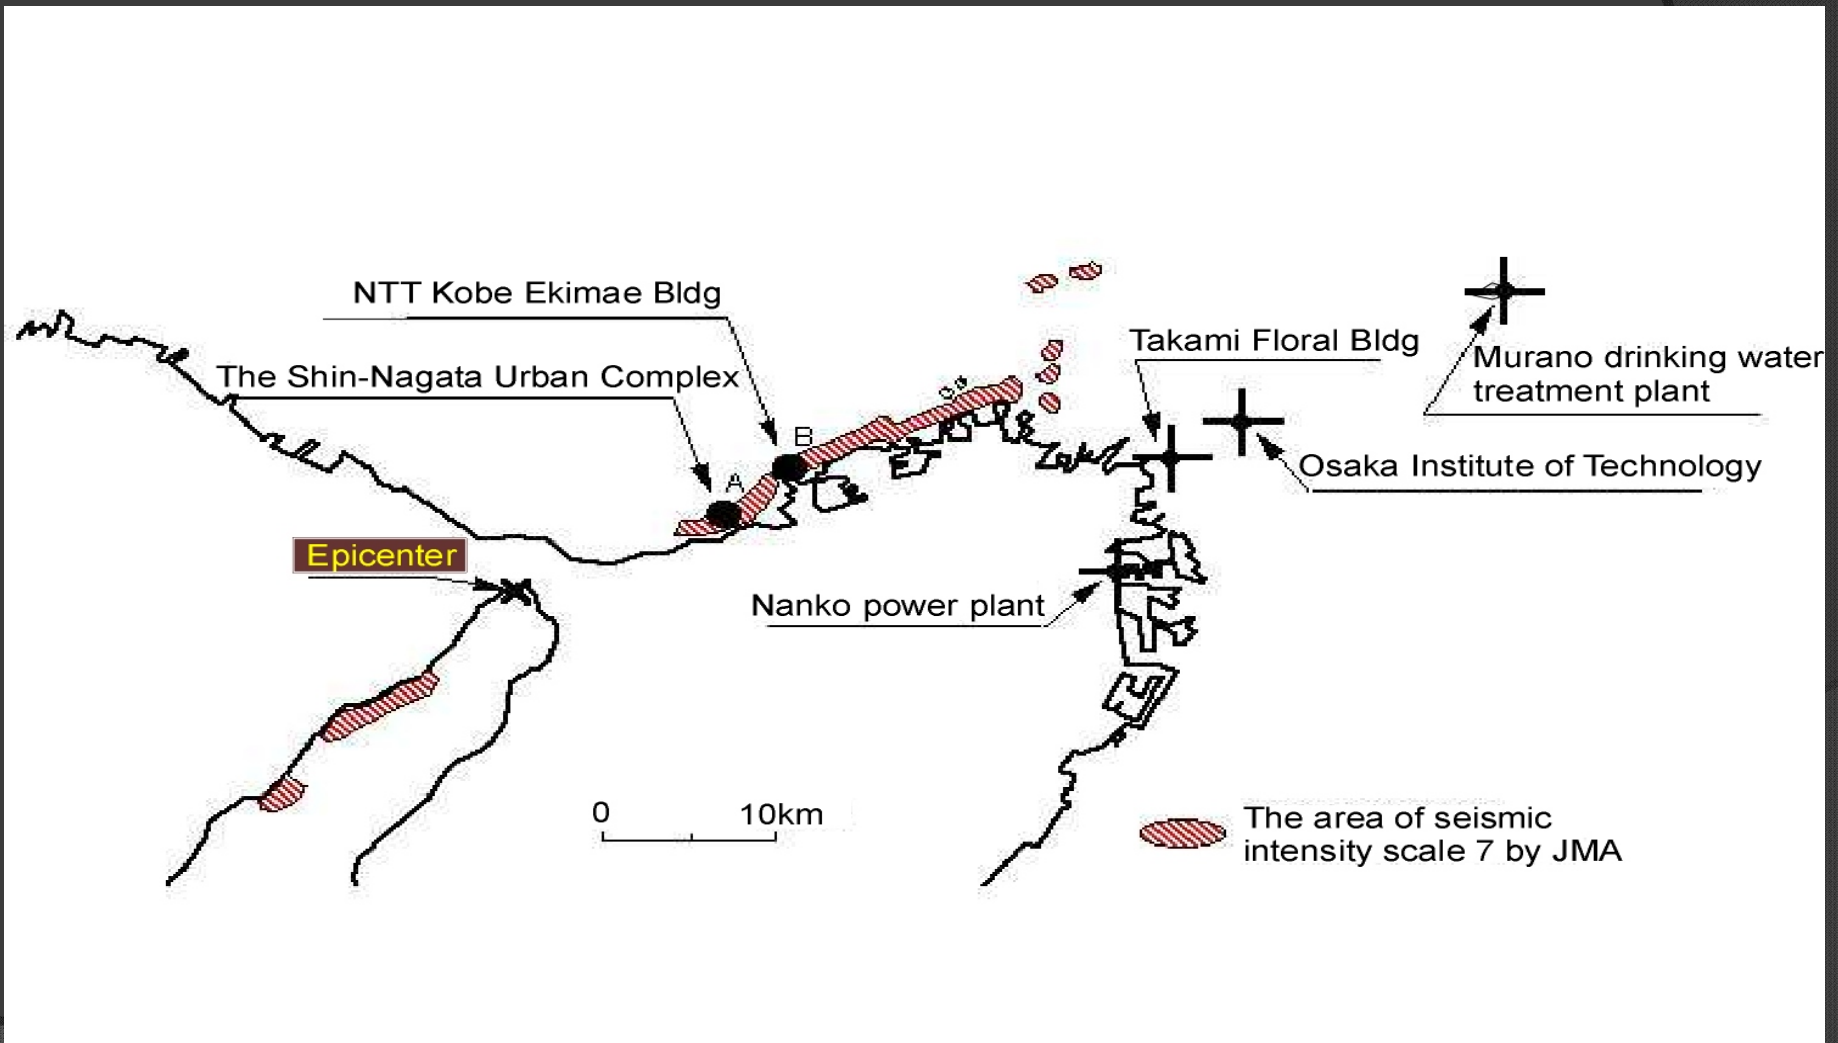 NTT Kobe Ekimae Bldg
Takami Floral Bldg
Murano drinking water
treatment plant
The Shin-Nagata Urban Complex
B
Osaka Institute of Technology
A
Epicenter
Nanko power plant
0 10km
The area of seismic
intensity scale 7 by JMA